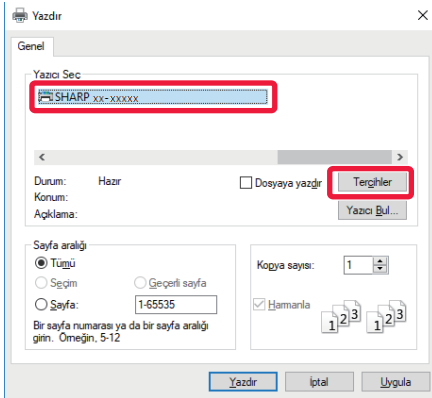 Yazdır
Genel
Yazıcı Seç
SHARP xx-xxxxx
Durum: Hazır
Dosyaya yazdır
Tercihler
Konum:
Açıklama:
Yazıcı Bul...
Sayfa aralığı
Tümü
Seçim
Geçerli sayfa
Sayfa: 1-65535
Bir sayfa numarası ya da bir sayfa aralığı
girin. Örneğin, 5-12
Kopya sayısı: 1
Harmanla
1 2 3
1 2 3
Yazdır
İptal
Uygula